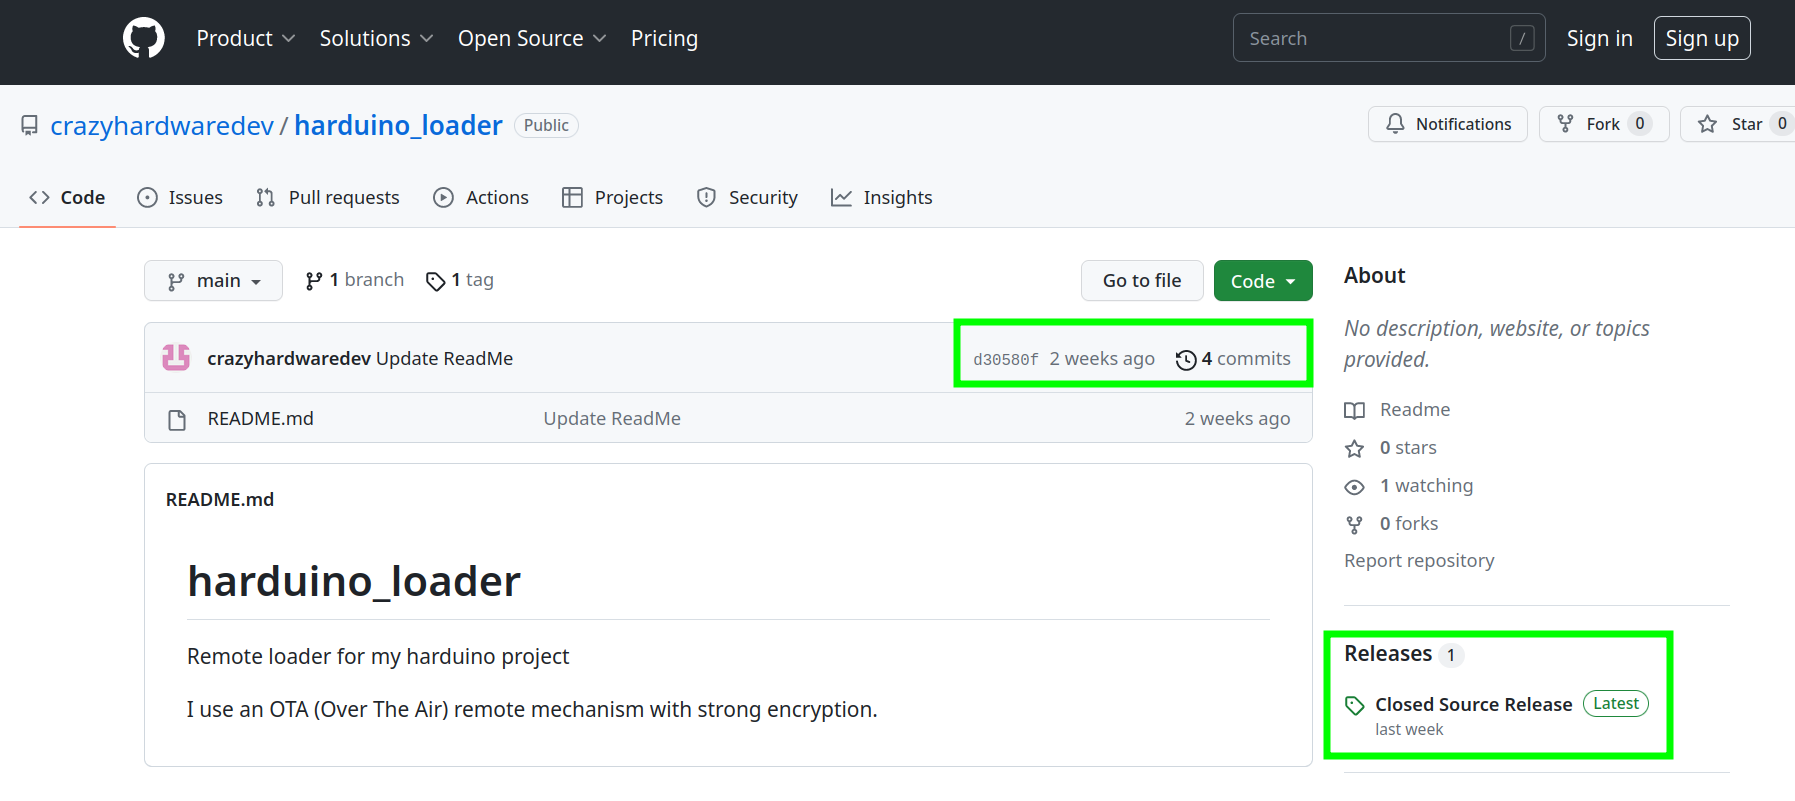 Product Solutions Open Source Pricing Search / Sign in Sign up
crazyhardwaredev / harduino_loader Public Notifications Fork 0 Star 0
Code Issues Pull requests Actions Projects Security Insights
main 1 branch 1 tag Go to file Code
crazyhardwaredev Update ReadMe d30580f 2 weeks ago 4 commits
README.md Update ReadMe 2 weeks ago
README.md
harduino_loader
Remote loader for my harduino project
I use an OTA (Over The Air) remote mechanism with strong encryption.
About
No description, website, or topics
provided.
Readme
0 stars
1 watching
0 forks
Report repository
Releases 1
Closed Source Release Latest
last week